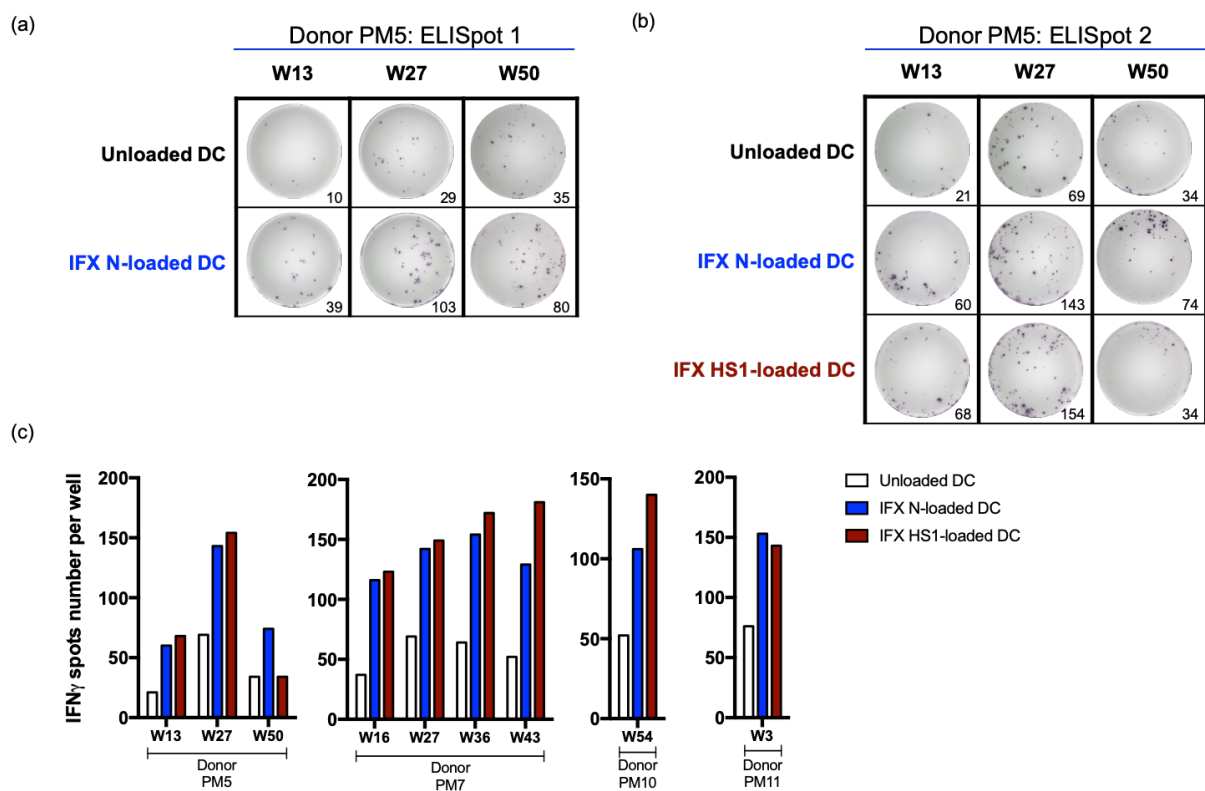 (a)
Donor PM5: ELISpot 1
W13 W27 W50
Unloaded DC
10 29 35
IFX N-loaded DC
39 103 80
(b)
Donor PM5: ELISpot 2
W13 W27 W50
Unloaded DC
21 69 34
IFX N-loaded DC
60 143 74
IFX HS1-loaded DC
68 154 34
(c)
IFNγ spots number per well
200
150
100
50
0
W13 W27 W50
Donor
PM5
200
150
100
50
0
W16 W27 W36 W43
Donor
PM7
150
100
50
0
W54
Donor
PM10
200
150
100
50
0
W3
Donor
PM11
Unloaded DC
IFX N-loaded DC
IFX HS1-loaded DC